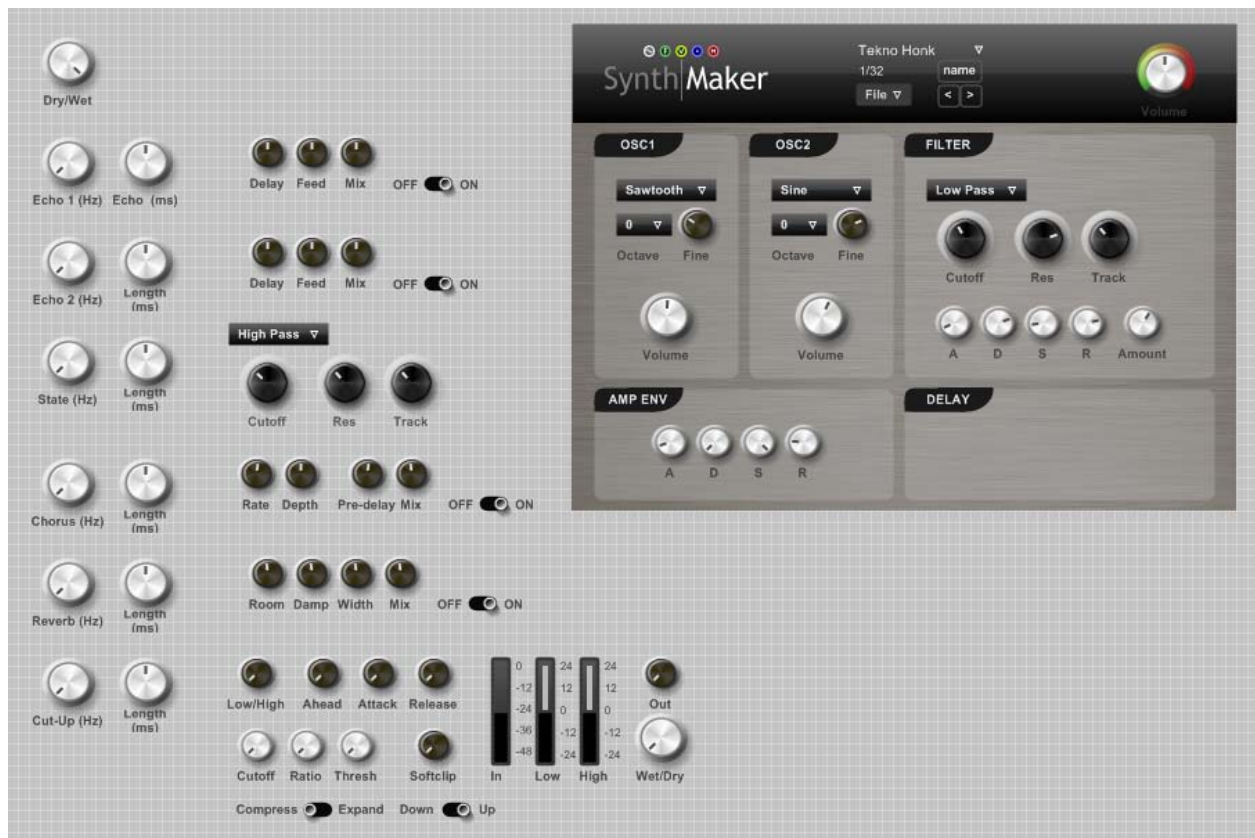 Dry/Wet
Echo 1 (Hz) Echo (ms)
Delay Feed Mix OFF ON
Echo 2 (Hz) Length (ms)
Delay Feed Mix OFF ON
High Pass
State (Hz) Length (ms)
Cutoff Res Track
Chorus (Hz) Length (ms)
Rate Depth Pre-delay Mix OFF ON
Reverb (Hz) Length (ms)
Room Damp Width Mix OFF ON
Cut-Up (Hz) Length (ms)
Low/High Ahead Attack Release
Cutoff Ratio Thresh Softclip
Compress Expand Down Up
0
-12
-24
-36
-48
In
24
12
0
-12
-24
Low
24
12
0
-12
-24
High
Out
Wet/Dry
SynthMaker
Tekno Honk
1/32 name
File < >
Volume
OSC1
Sawtooth
0
Octave Fine
Volume
OSC2
Sine
0
Octave Fine
Volume
FILTER
Low Pass
Cutoff Res Track
A D S R Amount
AMP ENV
A D S R
DELAY